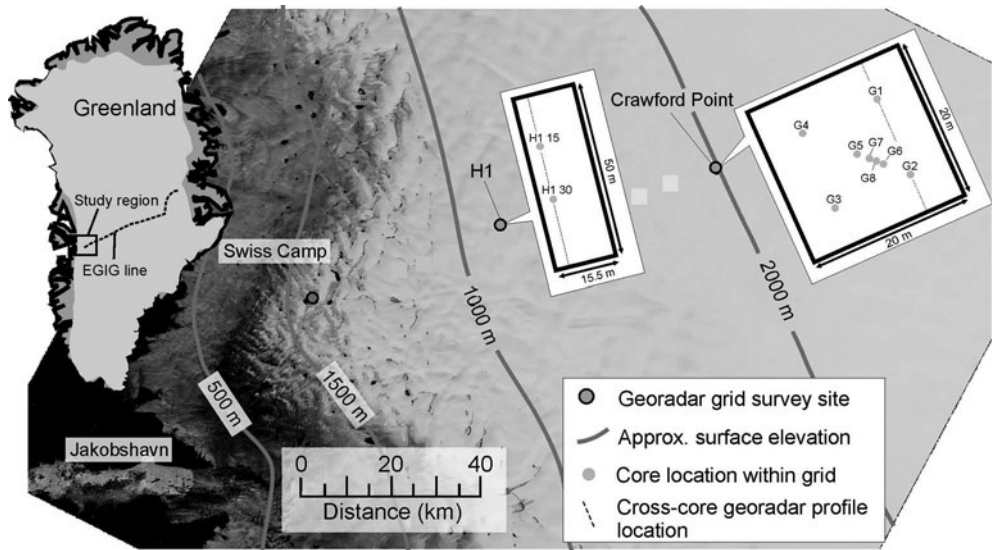 Greenland
Study region
EGIG line
Swiss Camp
500 m
1500 m
Jakobshavn
0 20 40
Distance (km)
1000 m
H1
H1 15
H1 30
50 m
15.5 m
Crawford Point
2000 m
G1
G4
G7
G5
G6
G8
G2
G3
20 m
20 m
Georadar grid survey site
Approx. surface elevation
Core location within grid
Cross-core georadar profile
location